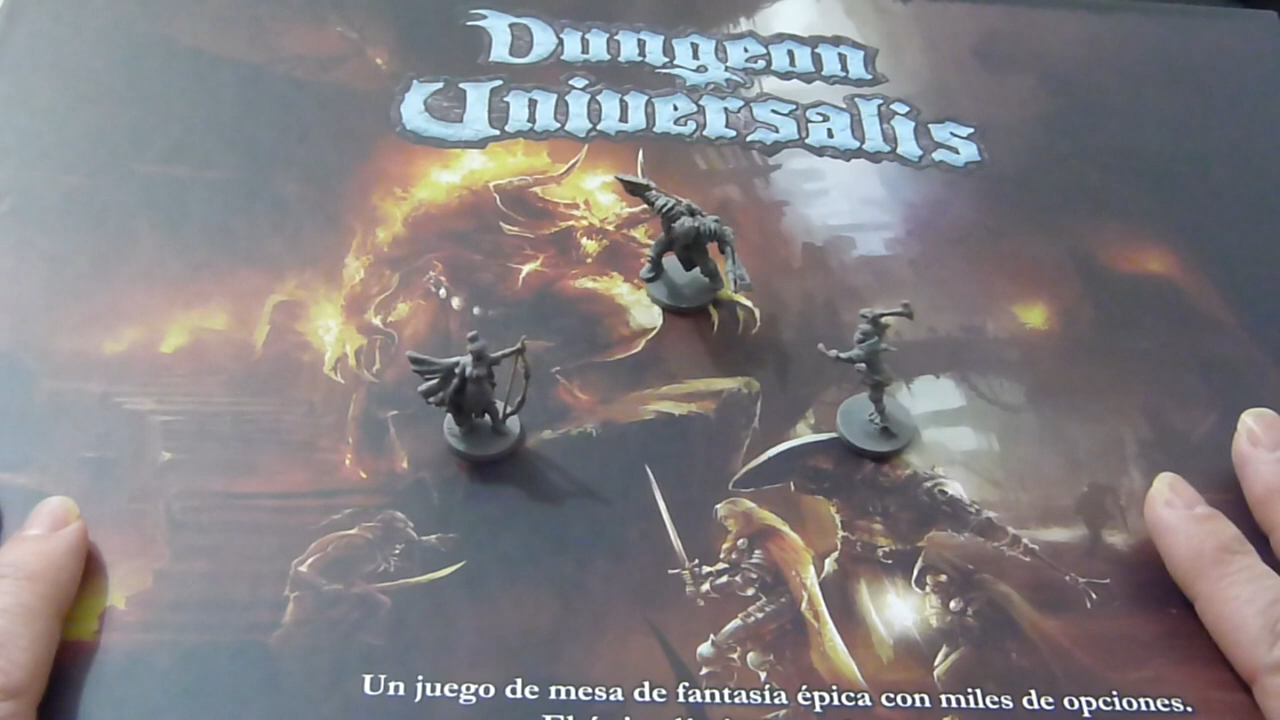 Dungeon
Universalis
Un juego de mesa de fantasía épica con miles de opciones.